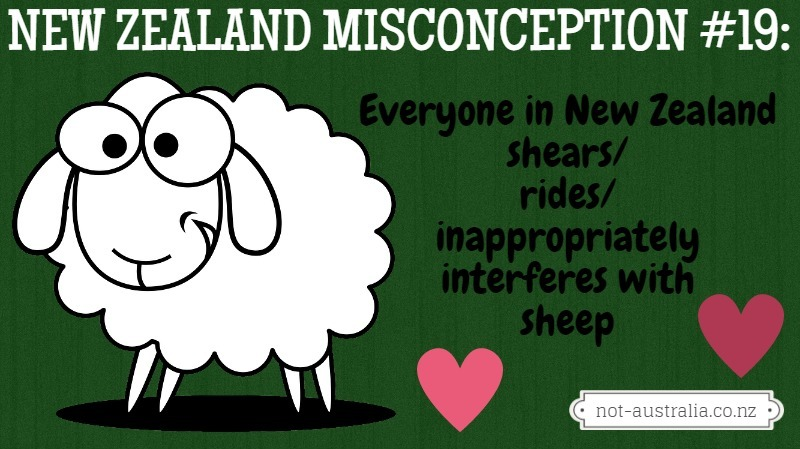 NEW ZEALAND MISCONCEPTION #19:
Everyone in New Zealand
shears/
rides/
inappropriately
interferes with
sheep
not-australia.co.nz